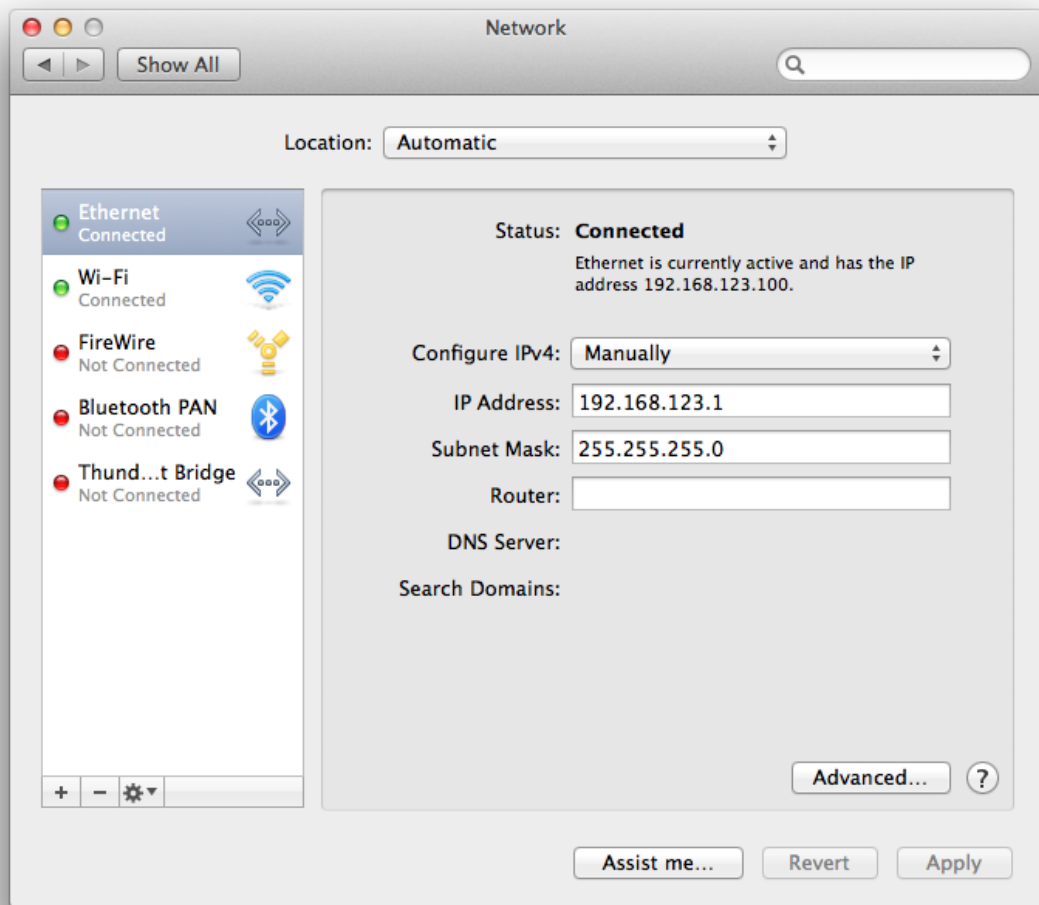 Network
Show All
Location: Automatic
Ethernet
Connected
Wi-Fi
Connected
FireWire
Not Connected
Bluetooth PAN
Not Connected
Thund...t Bridge
Not Connected
Status: Connected
Ethernet is currently active and has the IP
address 192.168.123.100.
Configure IPv4: Manually
IP Address: 192.168.123.1
Subnet Mask: 255.255.255.0
Router:
DNS Server:
Search Domains:
Advanced... ?
Assist me... Revert Apply